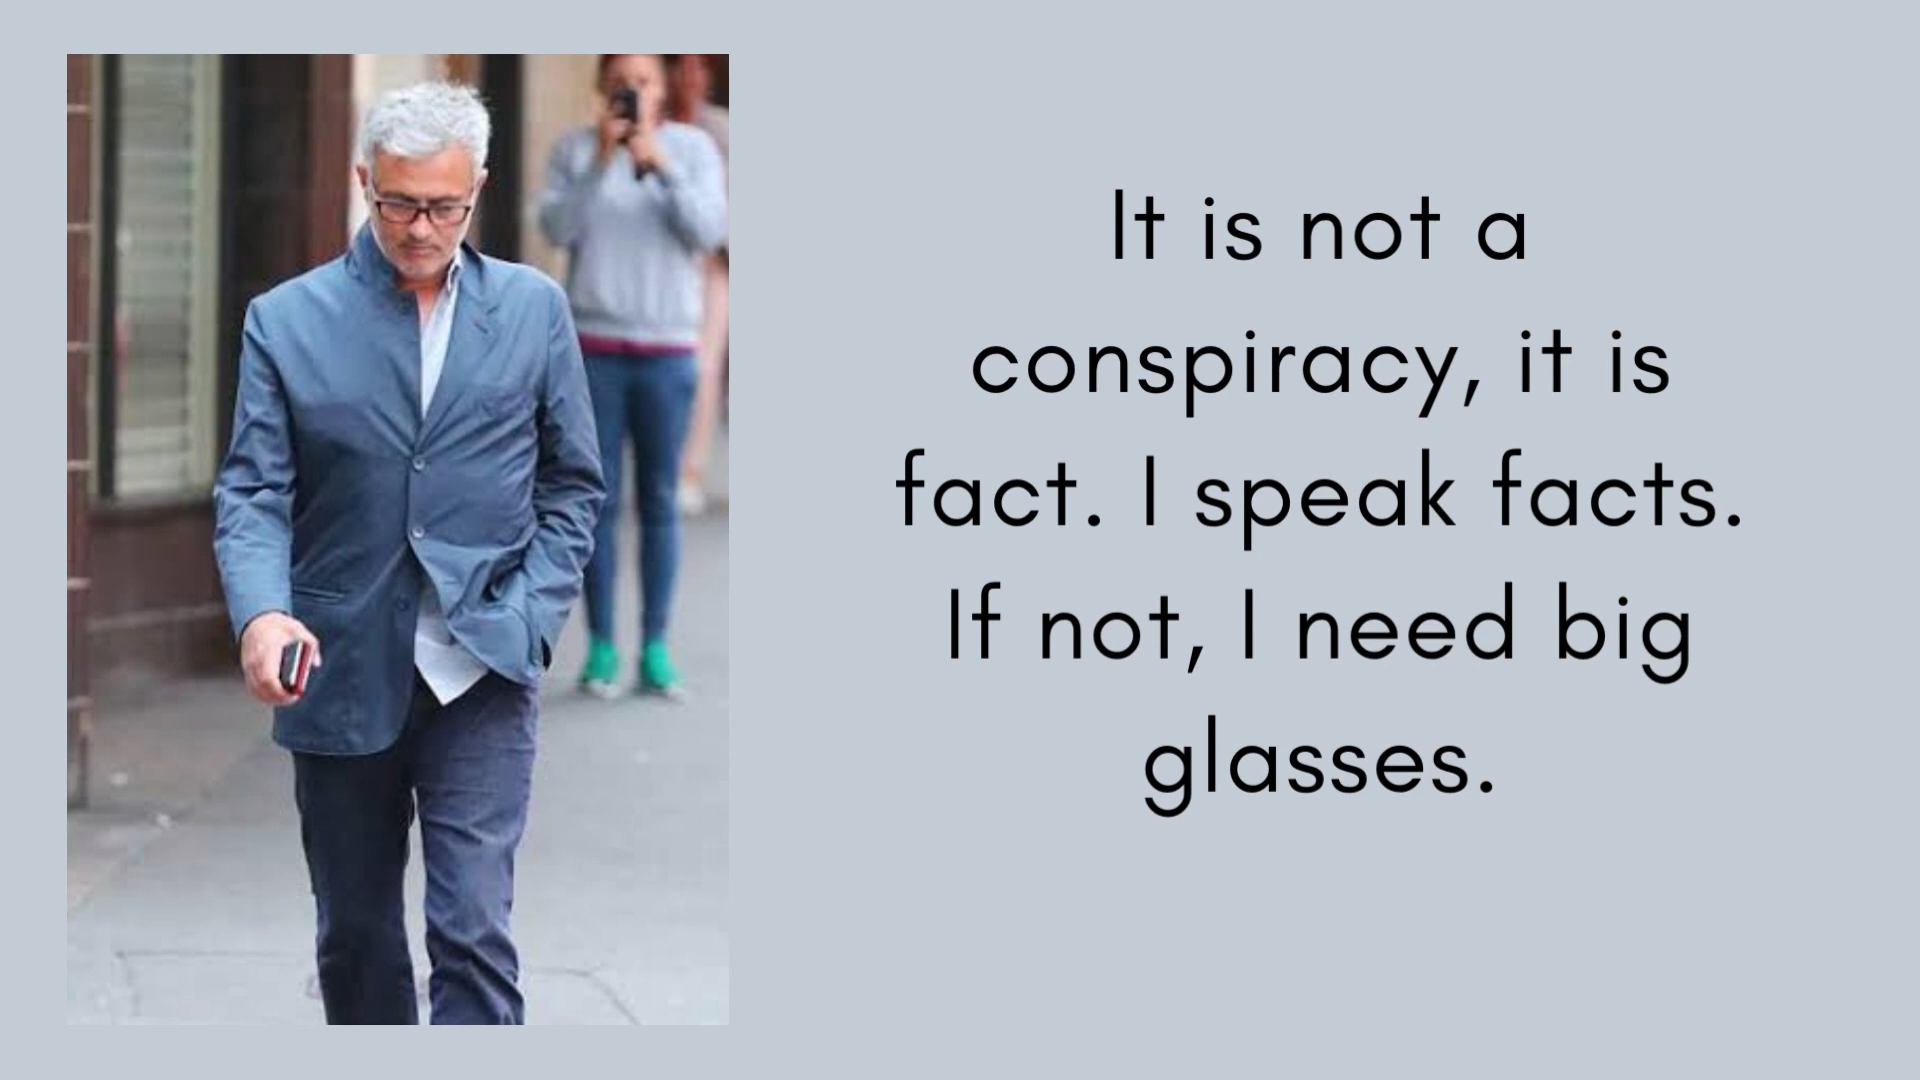 It is not a
conspiracy, it is
fact. I speak facts.
If not, I need big
glasses.